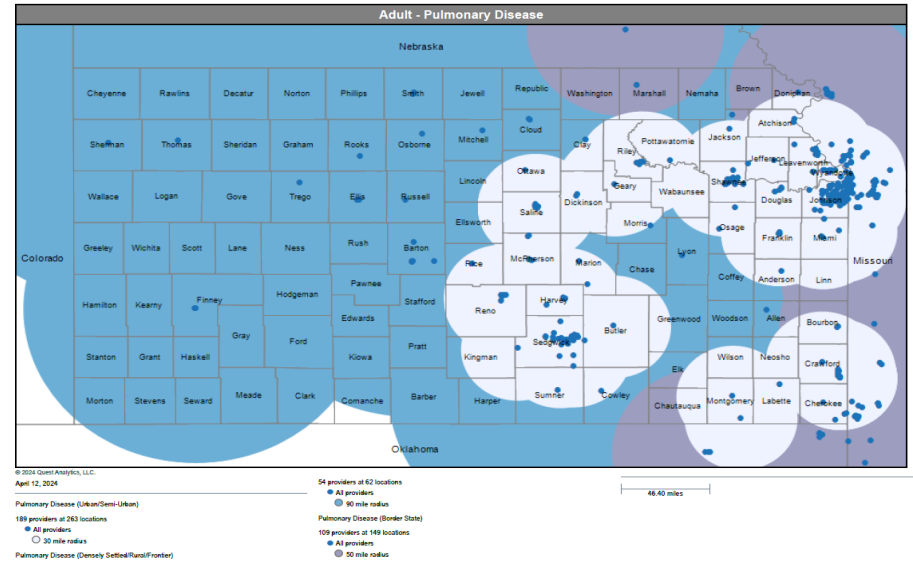 Adult - Pulmonary Disease
Nebraska
Cheyenne Rawlins Decatur Norton Phillips Smith Jewell Republic Washington Marshall Nemaha Brown Doniphan
Sherman Thomas Sheridan Graham Rooks Osborne Mitchell Cloud Clay Riley Pottawatomie Jackson Atchison
Jefferson Leavenworth
Wallace Logan Gove Trego Ellis Russell Lincoln Ottawa Geary Wabaunsee Shawnee Wyandotte
Dickinson Douglas Johnson
Saline
Ellsworth Morris Osage
Greeley Wichita Scott Lane Ness Rush Barton Rice McPherson Marion Lyon Franklin Miami
Colorado Missouri
Chase Coffey Anderson Linn
Pawnee
Hamilton Kearny Finney Hodgeman Stafford Reno Harvey
Edwards Butler Greenwood Woodson Allen Bourbon
Gray Ford Sedgwick
Stanton Grant Haskell Kiowa Pratt Kingman Elk Wilson Neosho Crawford
Morton Stevens Seward Meade Clark Comanche Barber Harper Sumner Cowley Chautauqua Montgomery Labette Cherokee
Oklahoma
© 2024 Quest Analytics, LLC.
April 12, 2024
Pulmonary Disease (Urban/Semi-Urban)
189 providers at 263 locations
All providers
30 mile radius
Pulmonary Disease (Densely Settled/Rural/Frontier)
54 providers at 62 locations
All providers
90 mile radius
Pulmonary Disease (Border State)
109 providers at 149 locations
All providers
50 mile radius
46.40 miles